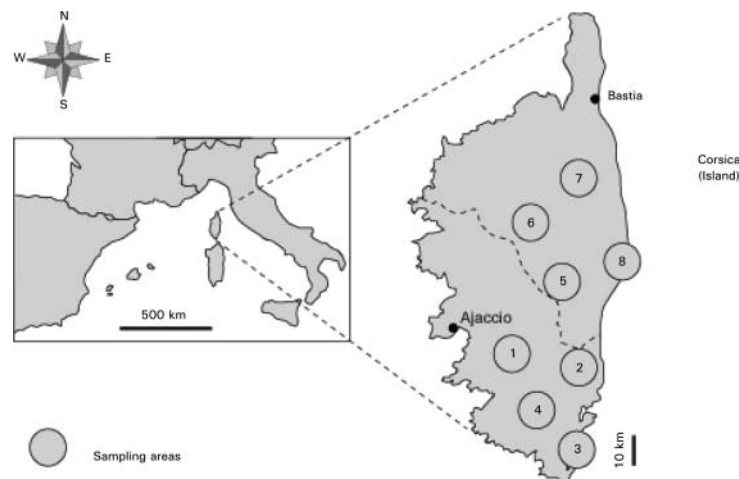 N
W
E
S
Bastia
Corsica
(Island)
7
6
8
5
500 km
Ajaccio
1
2
4
3
10 km
Sampling areas